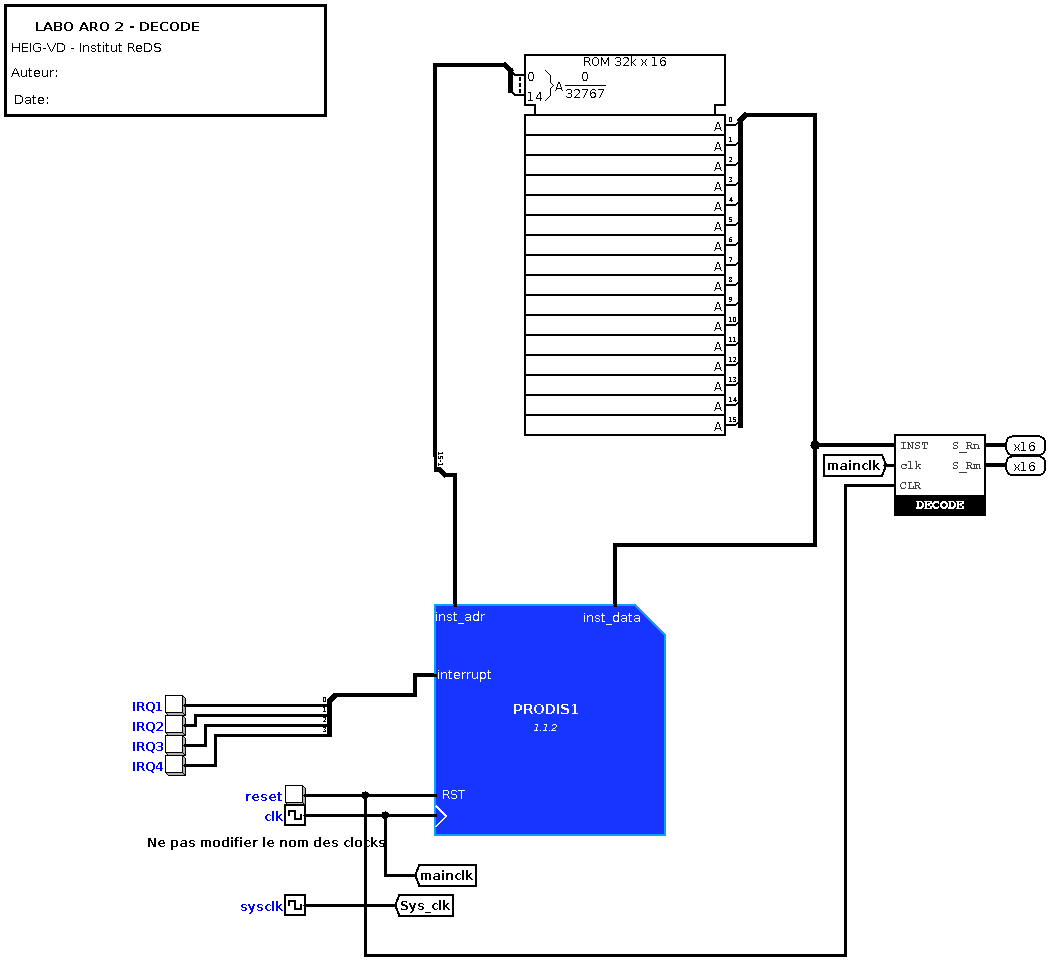 LABO ARO 2 - DECODE
HEIG-VD - Institut ReDS
Auteur:
Date:
ROM 32k x 16
0
14
A
0
32767
A 0
A 1
A 2
A 3
A 4
A 5
A 6
A 7
A 8
A 9
A 10
A 11
A 12
A 13
A 14
A 15
INST S_Rn x16
mainclk clk S_Rm x16
CLR
DECODE
15-1
inst_adr inst_data
interrupt
PRODIS1
1.1.2
IRQ1 0
IRQ2 1
IRQ3 2
IRQ4 3
reset RST
clk
Ne pas modifier le nom des clocks
mainclk
sysclk Sys_clk